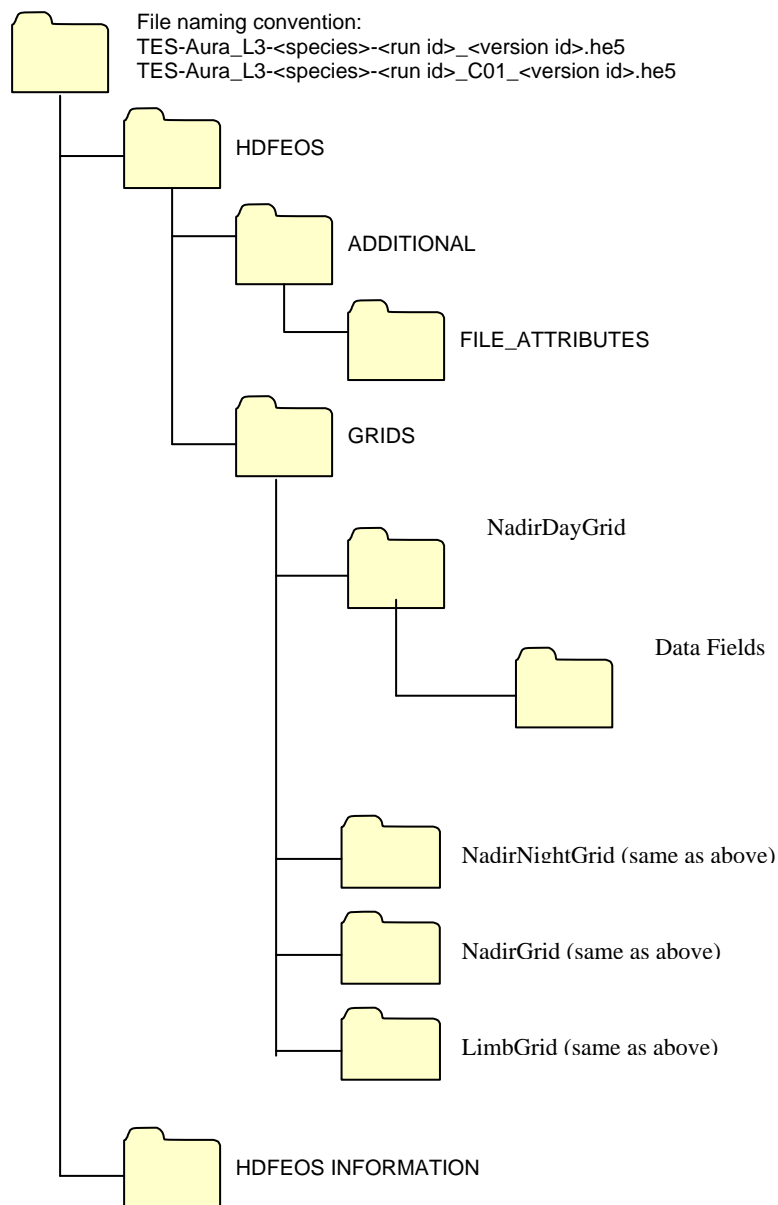 File naming convention:
TES-Aura_L3-<species>-<run id>_<version id>.he5
TES-Aura_L3-<species>-<run id>_C01_<version id>.he5
HDFEOS
ADDITIONAL
FILE_ATTRIBUTES
GRIDS
NadirDayGrid
Data Fields
NadirNightGrid (same as above)
NadirGrid (same as above)
LimbGrid (same as above)
HDFEOS INFORMATION